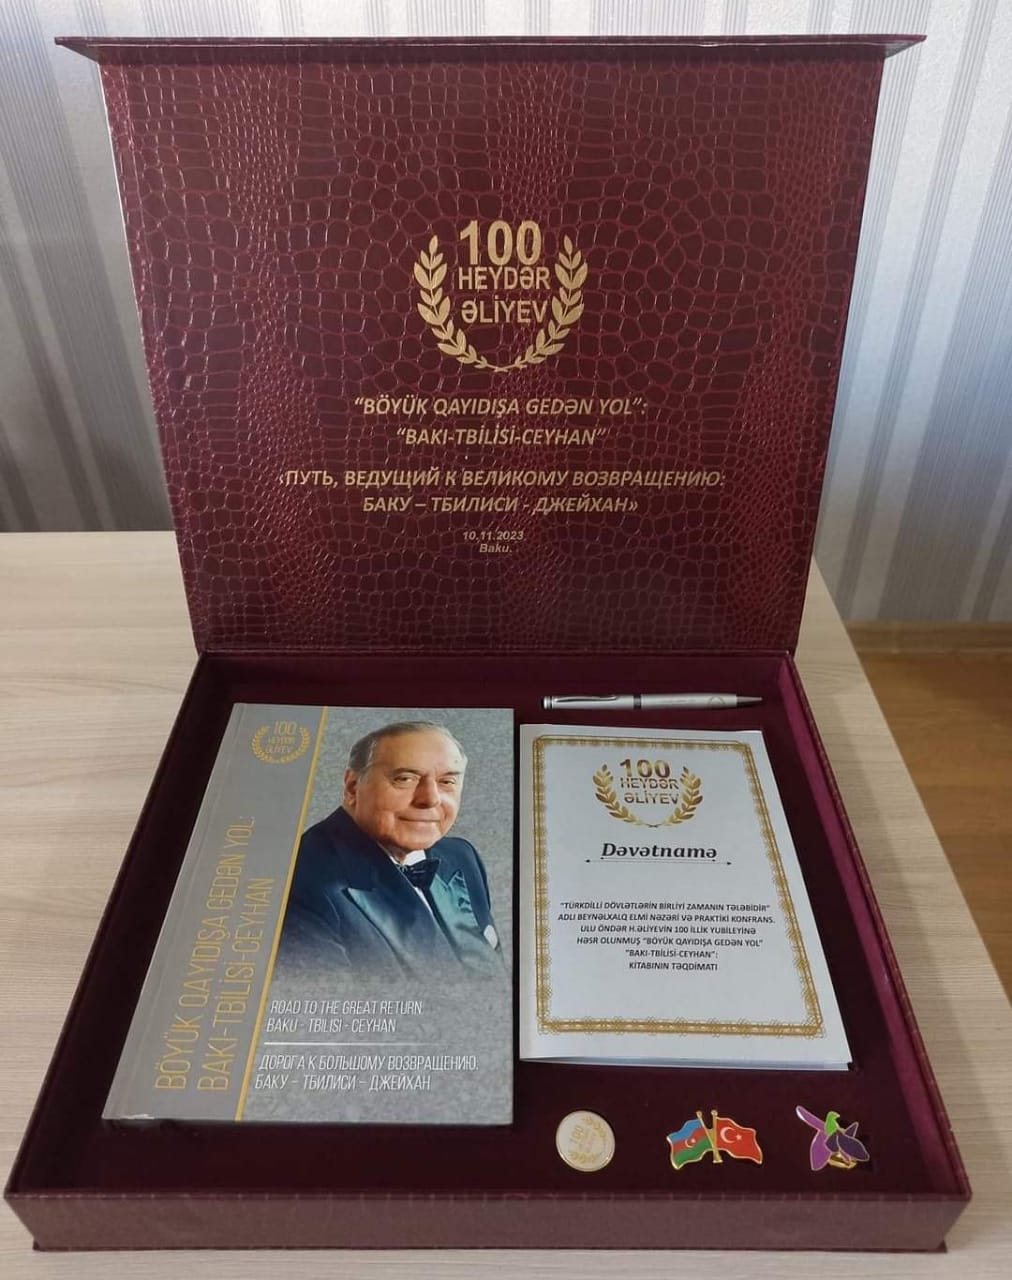 100
HEYDƏR
ƏLİYEV
“BÖYÜK QAYIDIŞA GEDƏN YOL”:
“BAKI-TBİLİSİ-CEYHAN”
«ПУТЬ, ВЕДУЩИЙ К ВЕЛИКОМУ ВОЗВРАЩЕНИЮ:
БАКУ – ТБИЛИСИ - ДЖЕЙХАН»
10.11.2023
Baku.
100
HEYDƏR
ƏLİYEV
BÖYÜK QAYIDIŞA GEDƏN YOL:
BAKI-TBİLİSİ-CEYHAN
ROAD TO THE GREAT RETURN:
BAKU - TBILISI - CEYHAN
ДОРОГА К БОЛЬШОМУ ВОЗВРАЩЕНИЮ:
БАКУ – ТБИЛИСИ – ДЖЕЙХАН
100
HEYDƏR
ƏLİYEV
Dəvətnamə
“TÜRKDİLLİ DÖVLƏTLƏRİN BİRLİYİ ZAMANIN TƏLƏBİDİR”
ADLI BEYNƏLXALQ ELMİ NƏZƏRİ VƏ PRAKTİKİ KONFRANS.
ULU ÖNDƏR H.ƏLİYEVİN 100 İLLİK YUBİLEYİNƏ
HƏSR OLUNMUŞ “BÖYÜK QAYIDIŞA GEDƏN YOL”
“BAKI-TBİLİSİ-CEYHAN”:
KİTABININ TƏQDİMATI
100